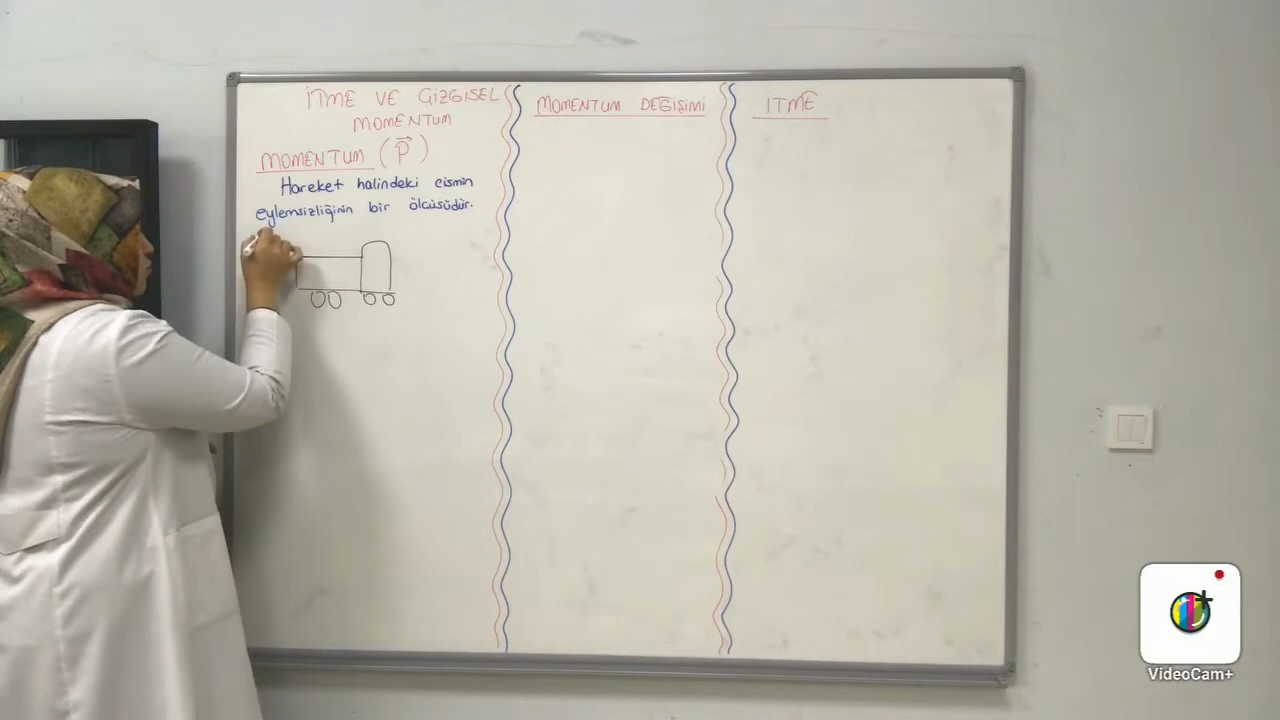 İTME VE ÇİZGİSEL
MOMENTUM
MOMENTUM (P⃗)
Hareket halindeki cismin
eylemsizliğinin bir ölçüsüdür.
MOMENTUM DEĞİŞİMİ
İTME
VideoCam+